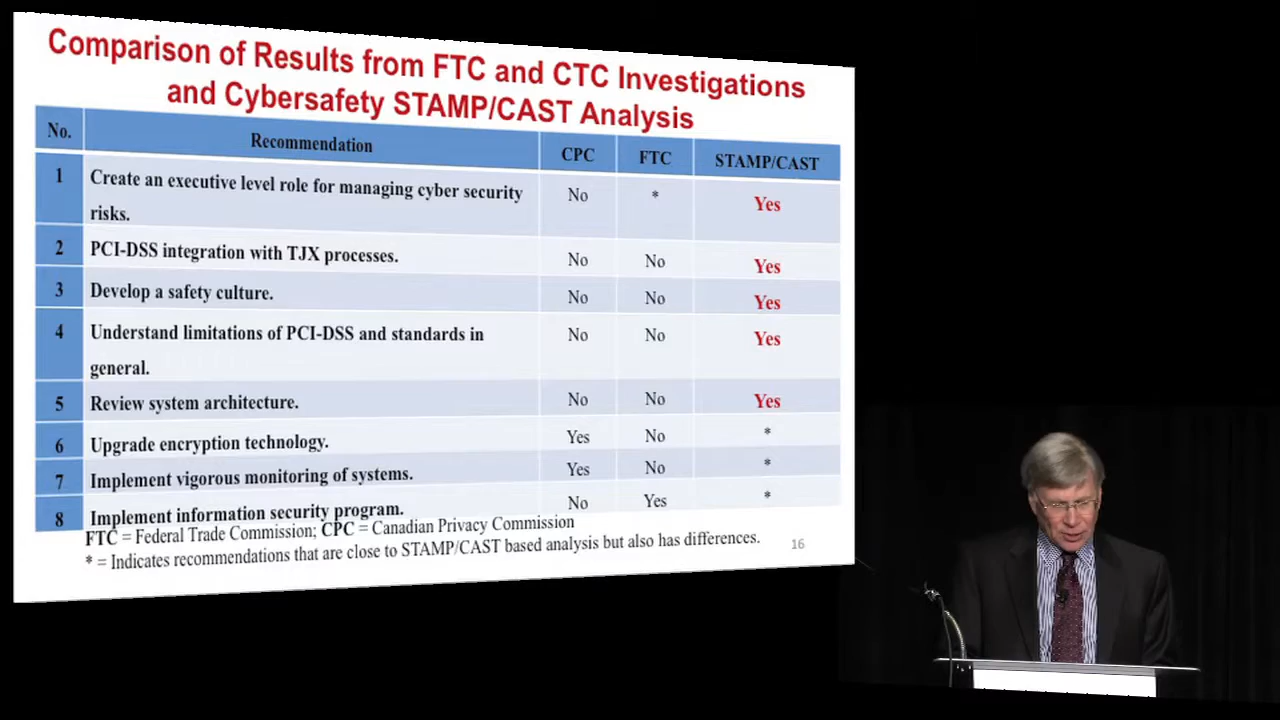 Comparison of Results from FTC and CTC Investigations
and Cybersafety STAMP/CAST Analysis
No. Recommendation CPC FTC STAMP/CAST
1 Create an executive level role for managing cyber security risks. No * Yes
2 PCI-DSS integration with TJX processes. No No Yes
3 Develop a safety culture. No No Yes
4 Understand limitations of PCI-DSS and standards in general. No No Yes
5 Review system architecture. No No Yes
6 Upgrade encryption technology. Yes No *
7 Implement vigorous monitoring of systems. Yes No *
8 Implement information security program. No Yes *
FTC = Federal Trade Commission; CPC = Canadian Privacy Commission
* = Indicates recommendations that are close to STAMP/CAST based analysis but also has differences.
16